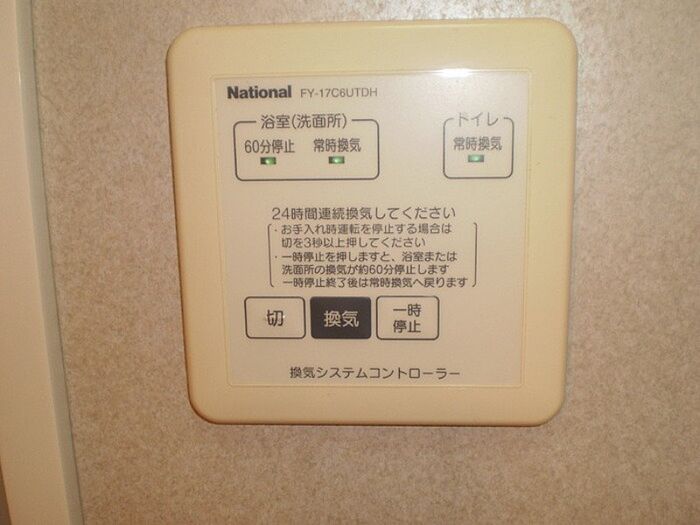 National FY-17C6UTDH
浴室(洗面所)
トイレ
60分停止 常時換気
常時換気
24時間連続換気してください
・お手入れ時運転を停止する場合は
切を3秒以上押してください
・一時停止を押しますと、浴室または
洗面所の換気が約60分停止します
一時停止終了後は常時換気へ戻ります
切
換気
一時
停止
換気システムコントローラー